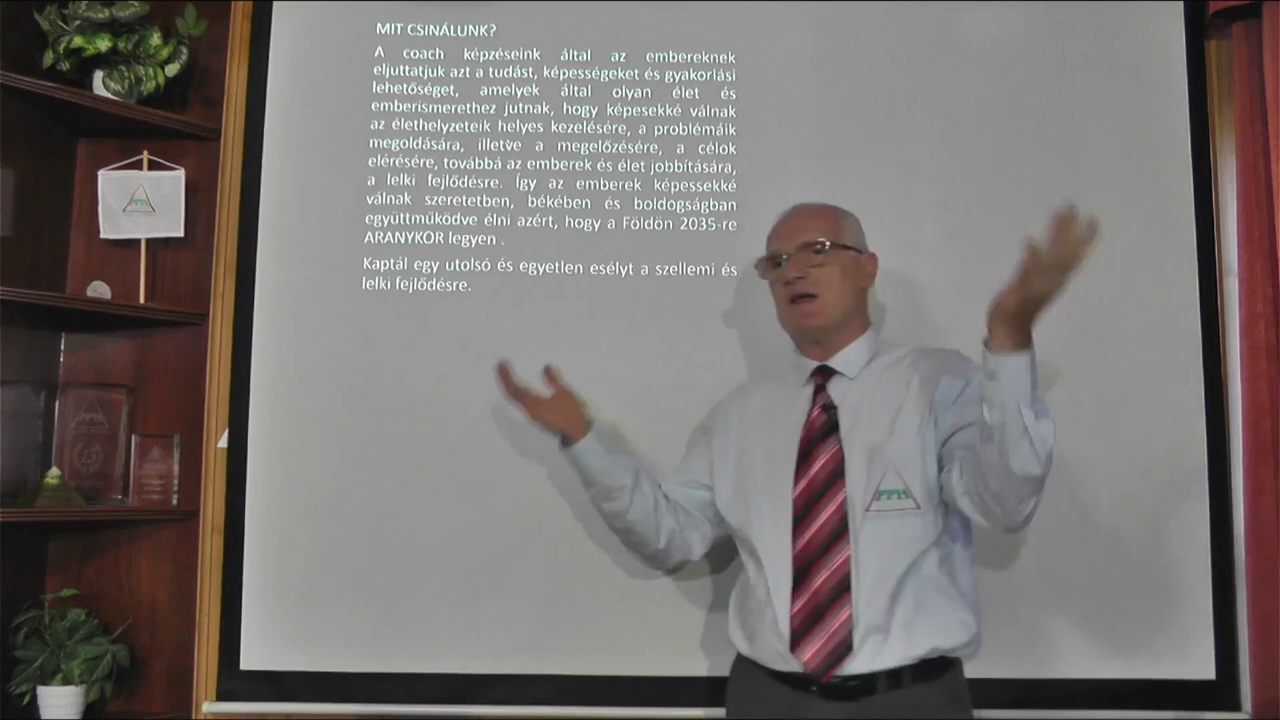 MIT CSINÁLUNK?
A coach képzéseink által az embereknek
eljuttatjuk azt a tudást, képességeket és gyakorlási
lehetőséget, amelyek által olyan élet és
emberismerethez jutnak, hogy képesekké válnak
az élethelyzeteik helyes kezelésére, a problémáik
megoldására, illetve a megelőzésére, a célok
elérésére, továbbá az emberek és élet jobbítására,
a lelki fejlődésre. Így az emberek képessekké
válnak szeretetben, békében és boldogságban
együttműködve élni azért, hogy a Földön 2035-re
ARANYKOR legyen .
Kaptál egy utolsó és egyetlen esélyt a szellemi és
lelki fejlődésre.
13
PPH